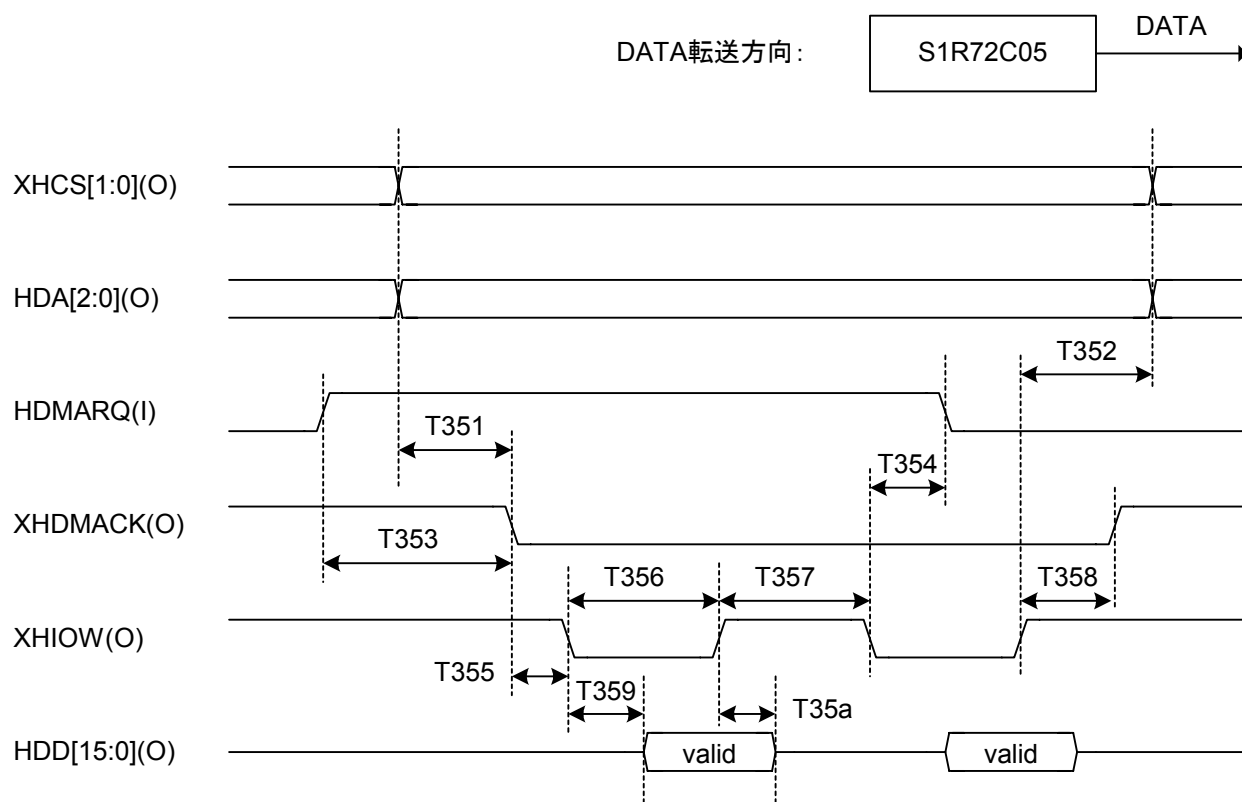 DATA転送方向:
S1R72C05
DATA
XHCS[1:0](O)
HDA[2:0](O)
T352
HDMARQ(I)
T351
T354
XHDMACK(O)
T353
T356
T357
T358
XHIOW(O)
T355
T359
T35a
HDD[15:0](O)
valid
valid